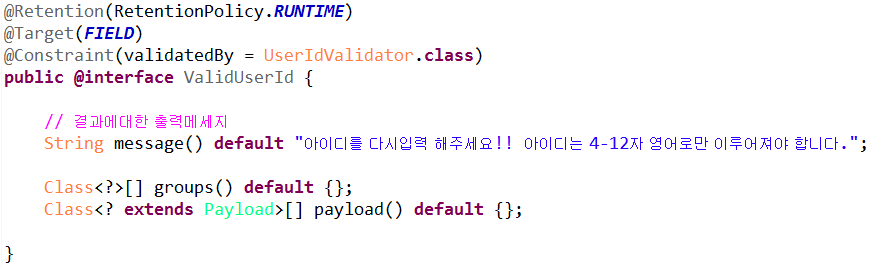 @Retention(RetentionPolicy.RUNTIME)
@Target(FIELD)
@Constraint(validatedBy = UserIdValidator.class)
public @interface ValidUserId {
// 결과에대한 출력메세지
String message() default "아이디를 다시입력 해주세요!! 아이디는 4-12자 영어로만 이루어져야 합니다.";
Class<?>[] groups() default {};
Class<? extends Payload>[] payload() default {};
}